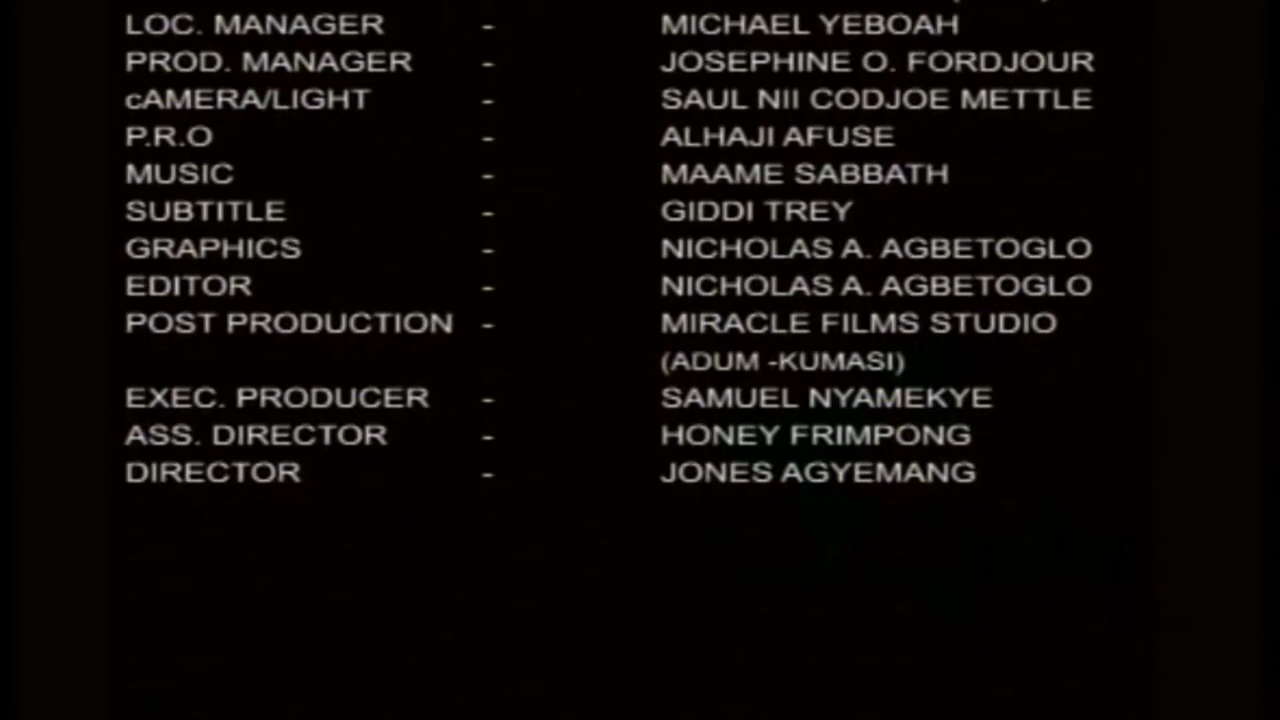 LOC. MANAGER - MICHAEL YEBOAH
PROD. MANAGER - JOSEPHINE O. FORDJOUR
cAMERA/LIGHT - SAUL NII CODJOE METTLE
P.R.O - ALHAJI AFUSE
MUSIC - MAAME SABBATH
SUBTITLE - GIDDI TREY
GRAPHICS - NICHOLAS A. AGBETOGLO
EDITOR - NICHOLAS A. AGBETOGLO
POST PRODUCTION - MIRACLE FILMS STUDIO
(ADUM -KUMASI)
EXEC. PRODUCER - SAMUEL NYAMEKYE
ASS. DIRECTOR - HONEY FRIMPONG
DIRECTOR - JONES AGYEMANG